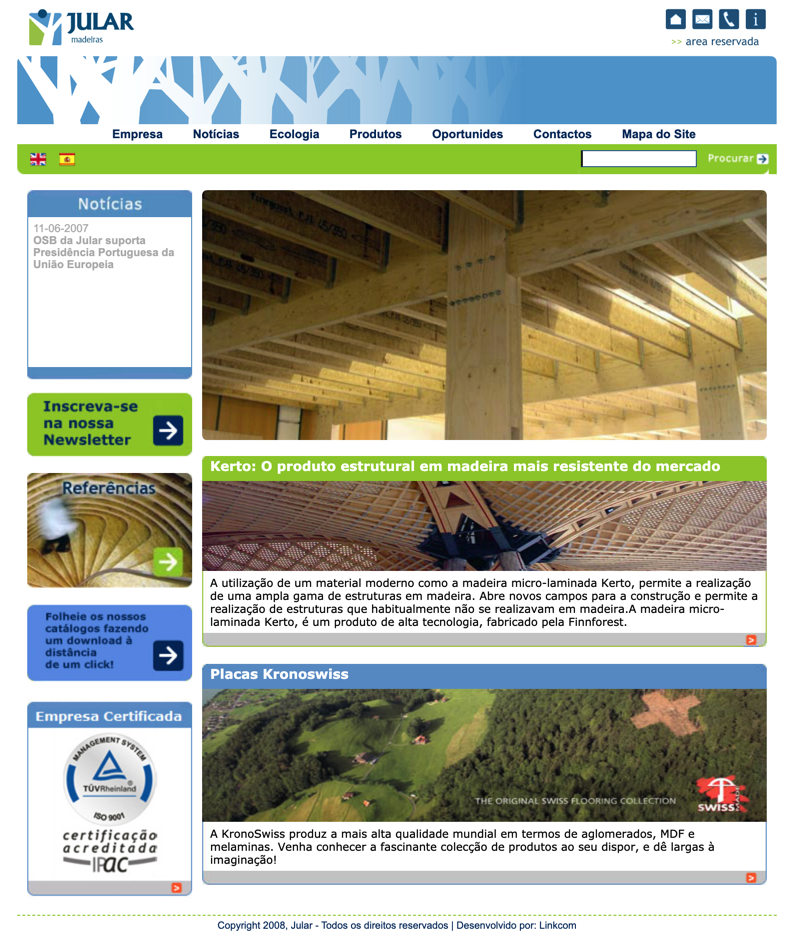 JULAR
madeiras
>> area reservada
Empresa
Notícias
Ecologia
Produtos
Oportunides
Contactos
Mapa do Site
Procurar
Notícias
11-06-2007
OSB da Jular suporta
Presidência Portuguesa da
União Europeia
Inscreva-se
na nossa
Newsletter
Referências
Folheie os nossos
catálogos fazendo
um download à
distância
de um click!
Empresa Certificada
MANAGEMENT SYSTEM
TÜVRheinland®
ISO 9001
certificação
acreditada
IPAC
Kerto: O produto estrutural em madeira mais resistente do mercado
A utilização de um material moderno como a madeira micro-laminada Kerto, permite a realização
de uma ampla gama de estruturas em madeira. Abre novos campos para a construção e permite a
realização de estruturas que habitualmente não se realizavam em madeira.A madeira micro-
laminada Kerto, é um produto de alta tecnologia, fabricado pela Finnforest.
Placas Kronoswiss
THE ORIGINAL SWISS FLOORING COLLECTION
SWISS
MADE
A KronoSwiss produz a mais alta qualidade mundial em termos de aglomerados, MDF e
melaminas. Venha conhecer a fascinante colecção de produtos ao seu dispor, e dê largas à
imaginação!
Copyright 2008, Jular - Todos os direitos reservados | Desenvolvido por: Linkcom